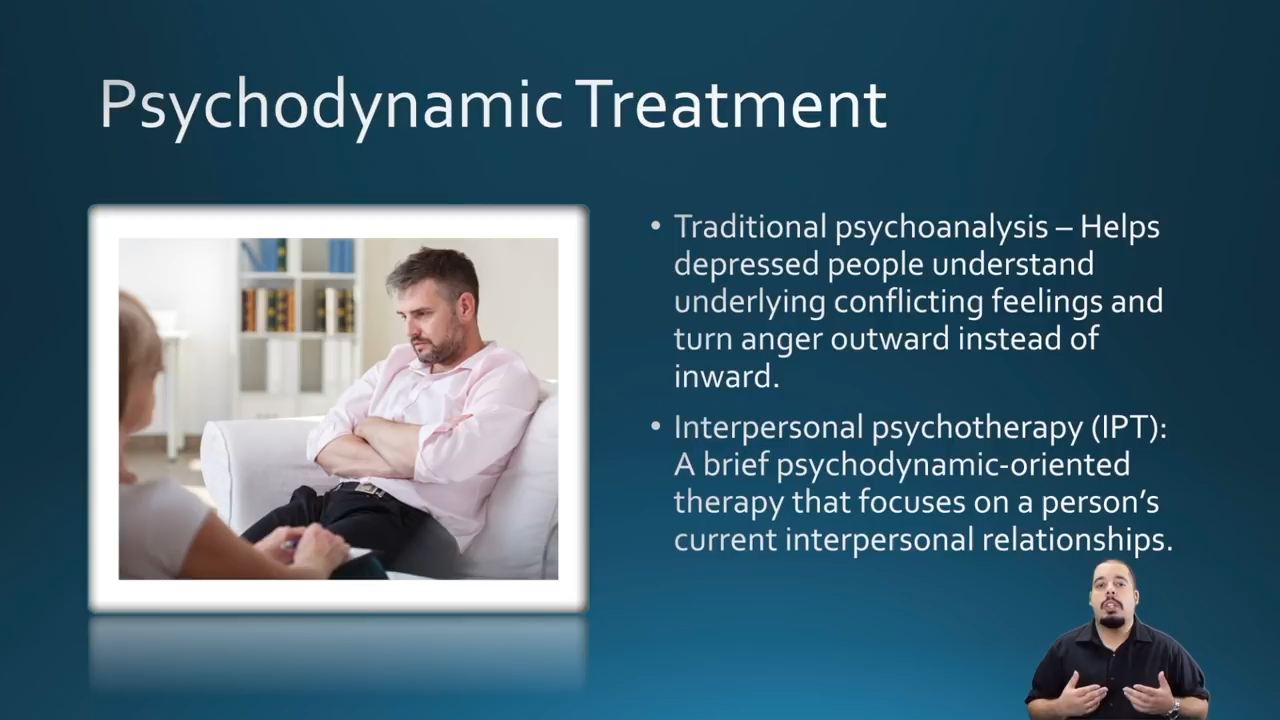 Psychodynamic Treatment
• Traditional psychoanalysis – Helps
depressed people understand
underlying conflicting feelings and
turn anger outward instead of
inward.
• Interpersonal psychotherapy (IPT):
A brief psychodynamic-oriented
therapy that focuses on a person’s
current interpersonal relationships.